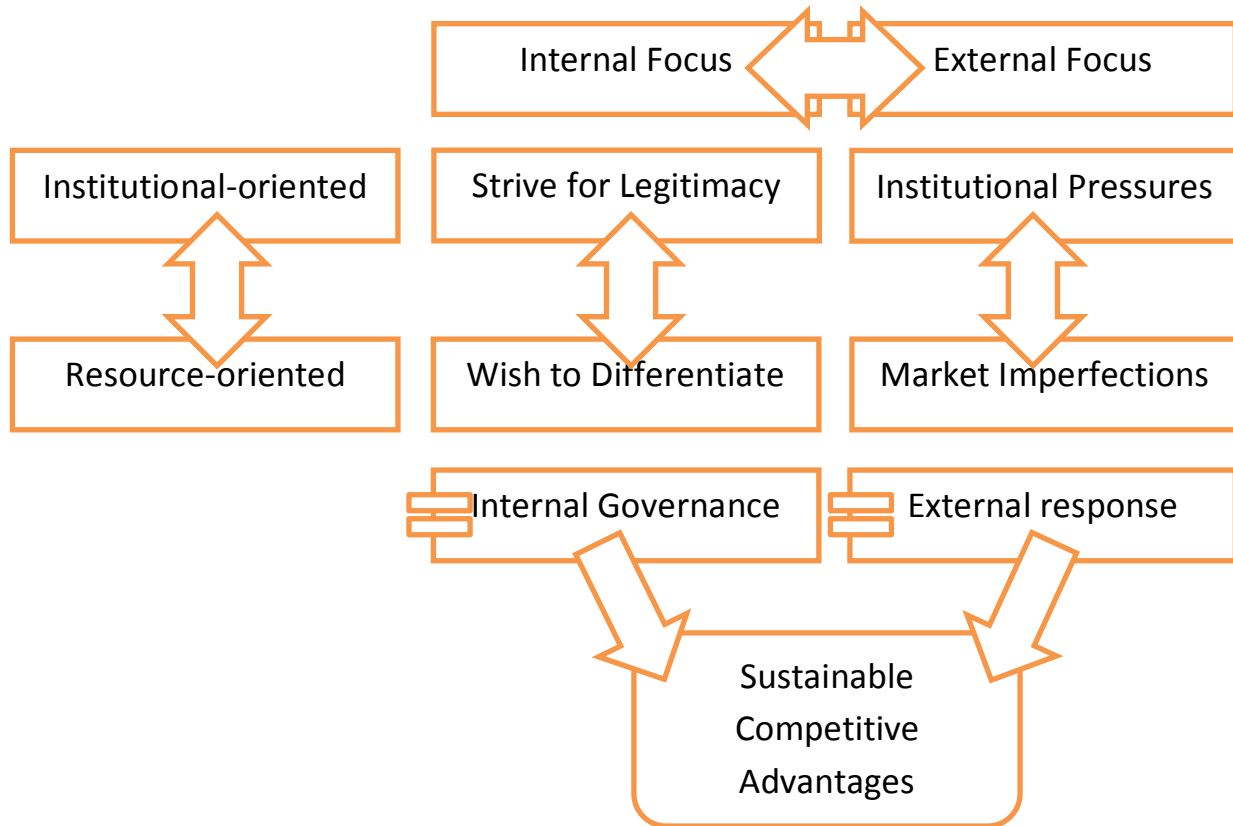 Internal Focus
External Focus
Institutional-oriented
Strive for Legitimacy
Institutional Pressures
Resource-oriented
Wish to Differentiate
Market Imperfections
Internal Governance
External response
Sustainable
Competitive
Advantages